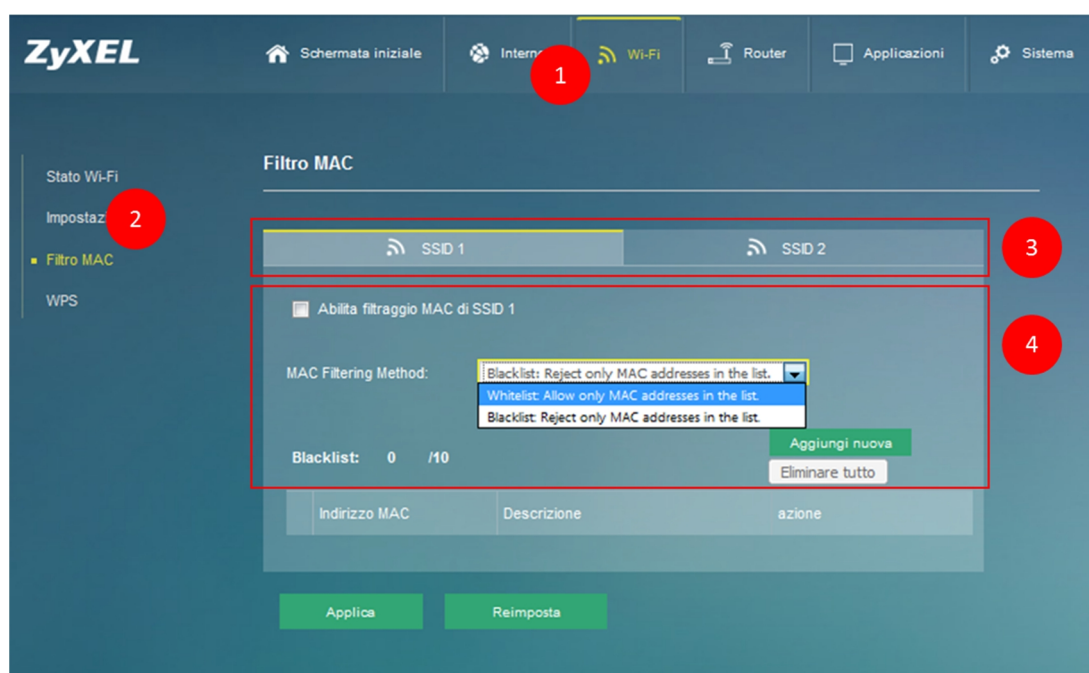 ZyXEL
Schermata iniziale
Wi-Fi
Router
Applicazioni
Sistema
1
Stato Wi-Fi
2
Filtro MAC
WPS
Filtro MAC
SSID 1
SSID 2
3
Abilita filtraggio MAC di SSID 1
4
MAC Filtering Method:
Blacklist: Reject only MAC addresses in the list.
Whitelist: Allow only MAC addresses in the list.
Blacklist: Reject only MAC addresses in the list.
Aggiungi nuova
Blacklist: 0 /10
Eliminare tutto
Indirizzo MAC
Descrizione
azione
Applica
Reimposta